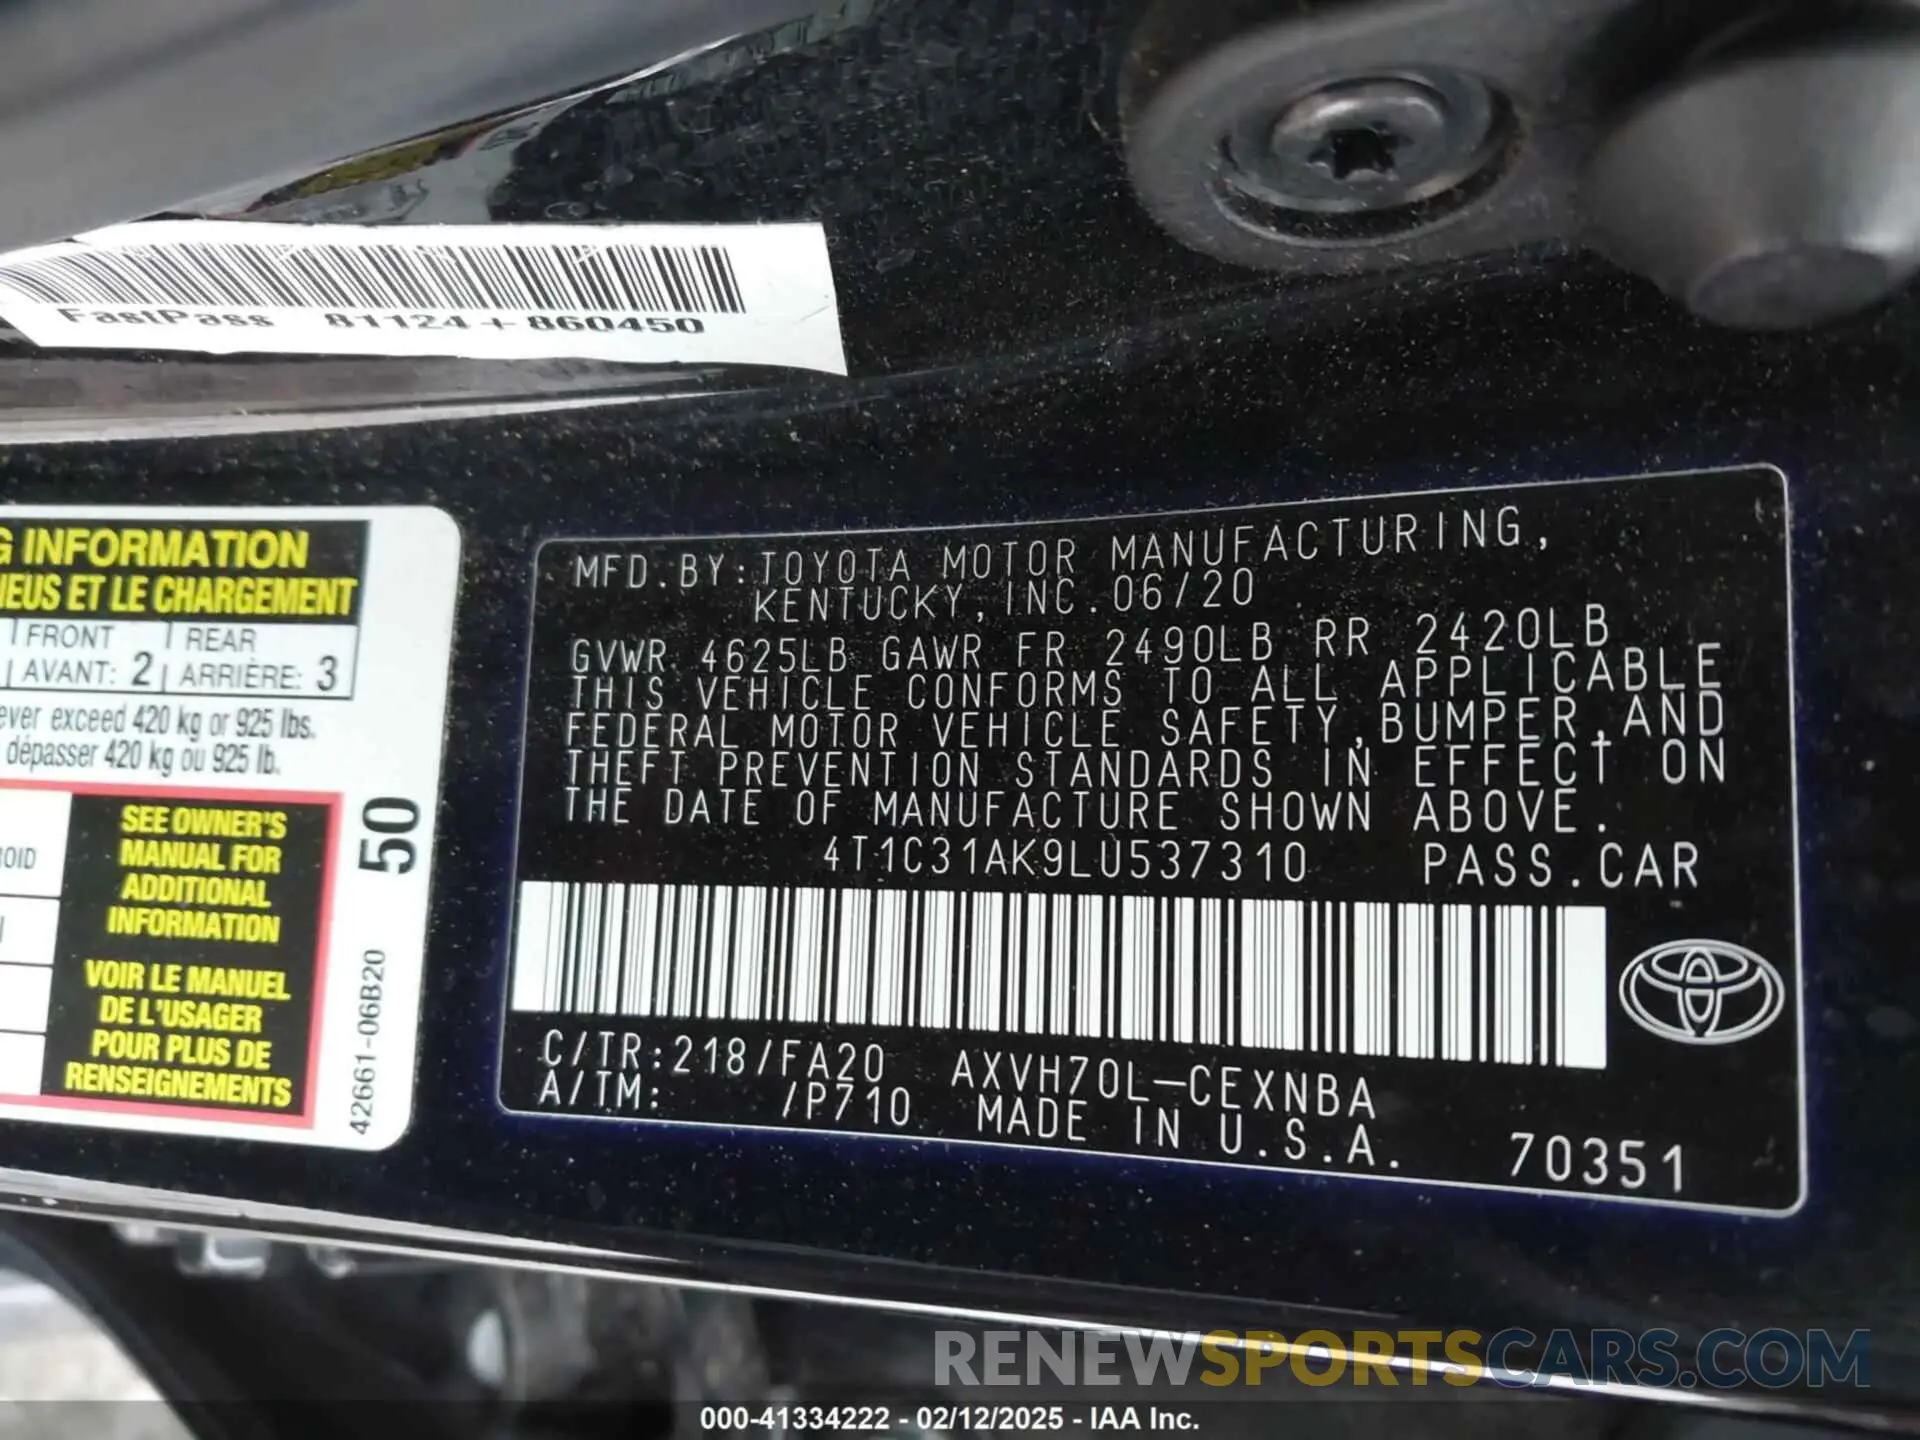 FastPass 81124+860450
G INFORMATION
NEUS ET LE CHARGEMENT
FRONT REAR
AVANT: 2 ARRIÈRE: 3
ever exceed 420 kg or 925 lbs.
dépasser 420 kg ou 925 lb.
SEE OWNER'S
MANUAL FOR
ADDITIONAL
INFORMATION
VOIR LE MANUEL
DE L'USAGER
POUR PLUS DE
RENSEIGNEMENTS
50
42661-06B20
MFD.BY:TOYOTA MOTOR MANUFACTURING,
KENTUCKY,INC.06/20
GVWR 4625LB GAWR FR 2490LB RR 2420LB
THIS VEHICLE CONFORMS TO ALL APPLICABLE
FEDERAL MOTOR VEHICLE SAFETY,BUMPER,AND
THEFT PREVENTION STANDARDS IN EFFECT ON
THE DATE OF MANUFACTURE SHOWN ABOVE.
4T1C31AK9LU537310 PASS.CAR
C/TR:218/FA20 AXVH70L-CEXNBA
A/TM: /P710 MADE IN U.S.A. 70351
RENEWSPORTSCARS.COM
000-41334222 - 02/12/2025 - IAA Inc.